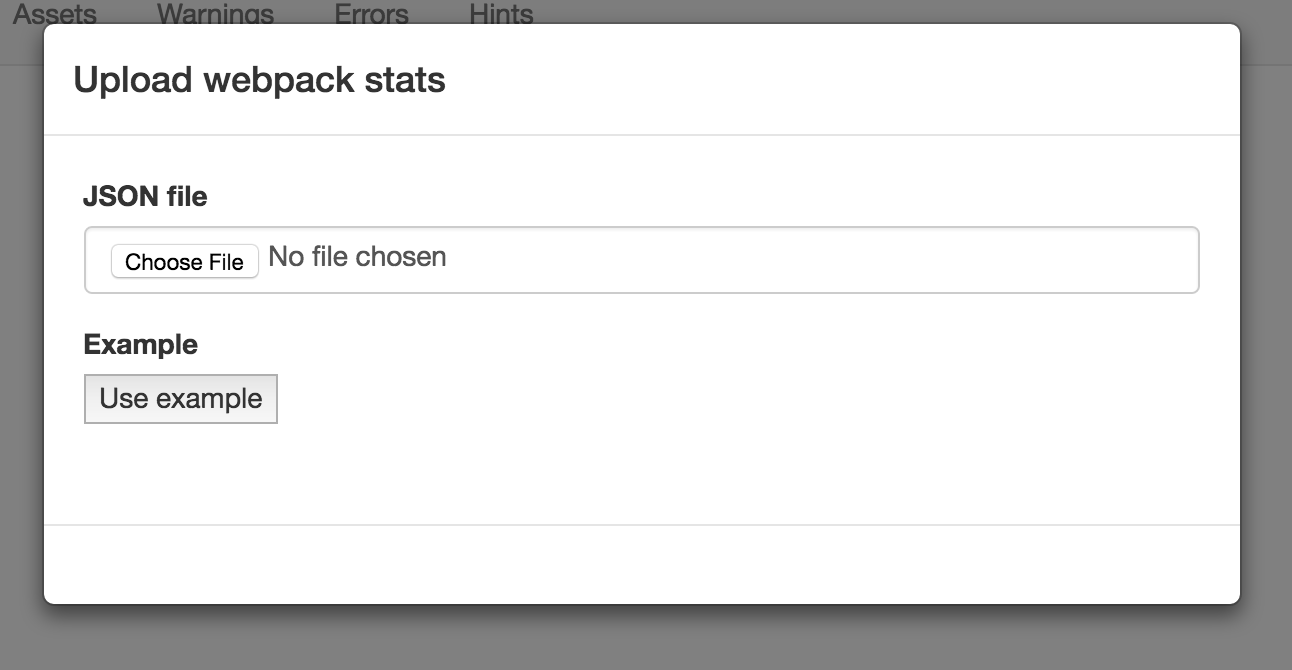 Assets Warnings Errors Hints
Upload webpack stats
JSON file
Choose File No file chosen
Example
Use example